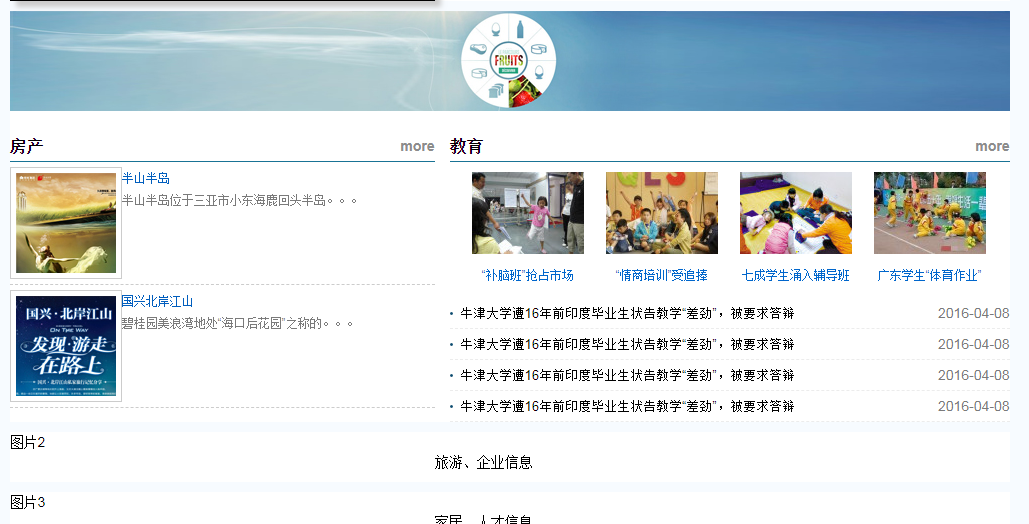 FRUITS
房产
more
半山半岛
半山半岛位于三亚市小东海鹿回头半岛。。。
国兴·北岸江山
ON THE WAY
发现·游走
在路上
国兴北岸江山
碧桂园美浪湾地处“海口后花园”之称的。。。
教育
more
“补脑班”抢占市场
“情商培训”受追捧
七成学生涌入辅导班
广东学生“体育作业”
• 牛津大学遭16年前印度毕业生状告教学“差劲”，被要求答辩 2016-04-08
• 牛津大学遭16年前印度毕业生状告教学“差劲”，被要求答辩 2016-04-08
• 牛津大学遭16年前印度毕业生状告教学“差劲”，被要求答辩 2016-04-08
• 牛津大学遭16年前印度毕业生状告教学“差劲”，被要求答辩 2016-04-08
图片2
旅游、企业信息
图片3
家居、人才信息